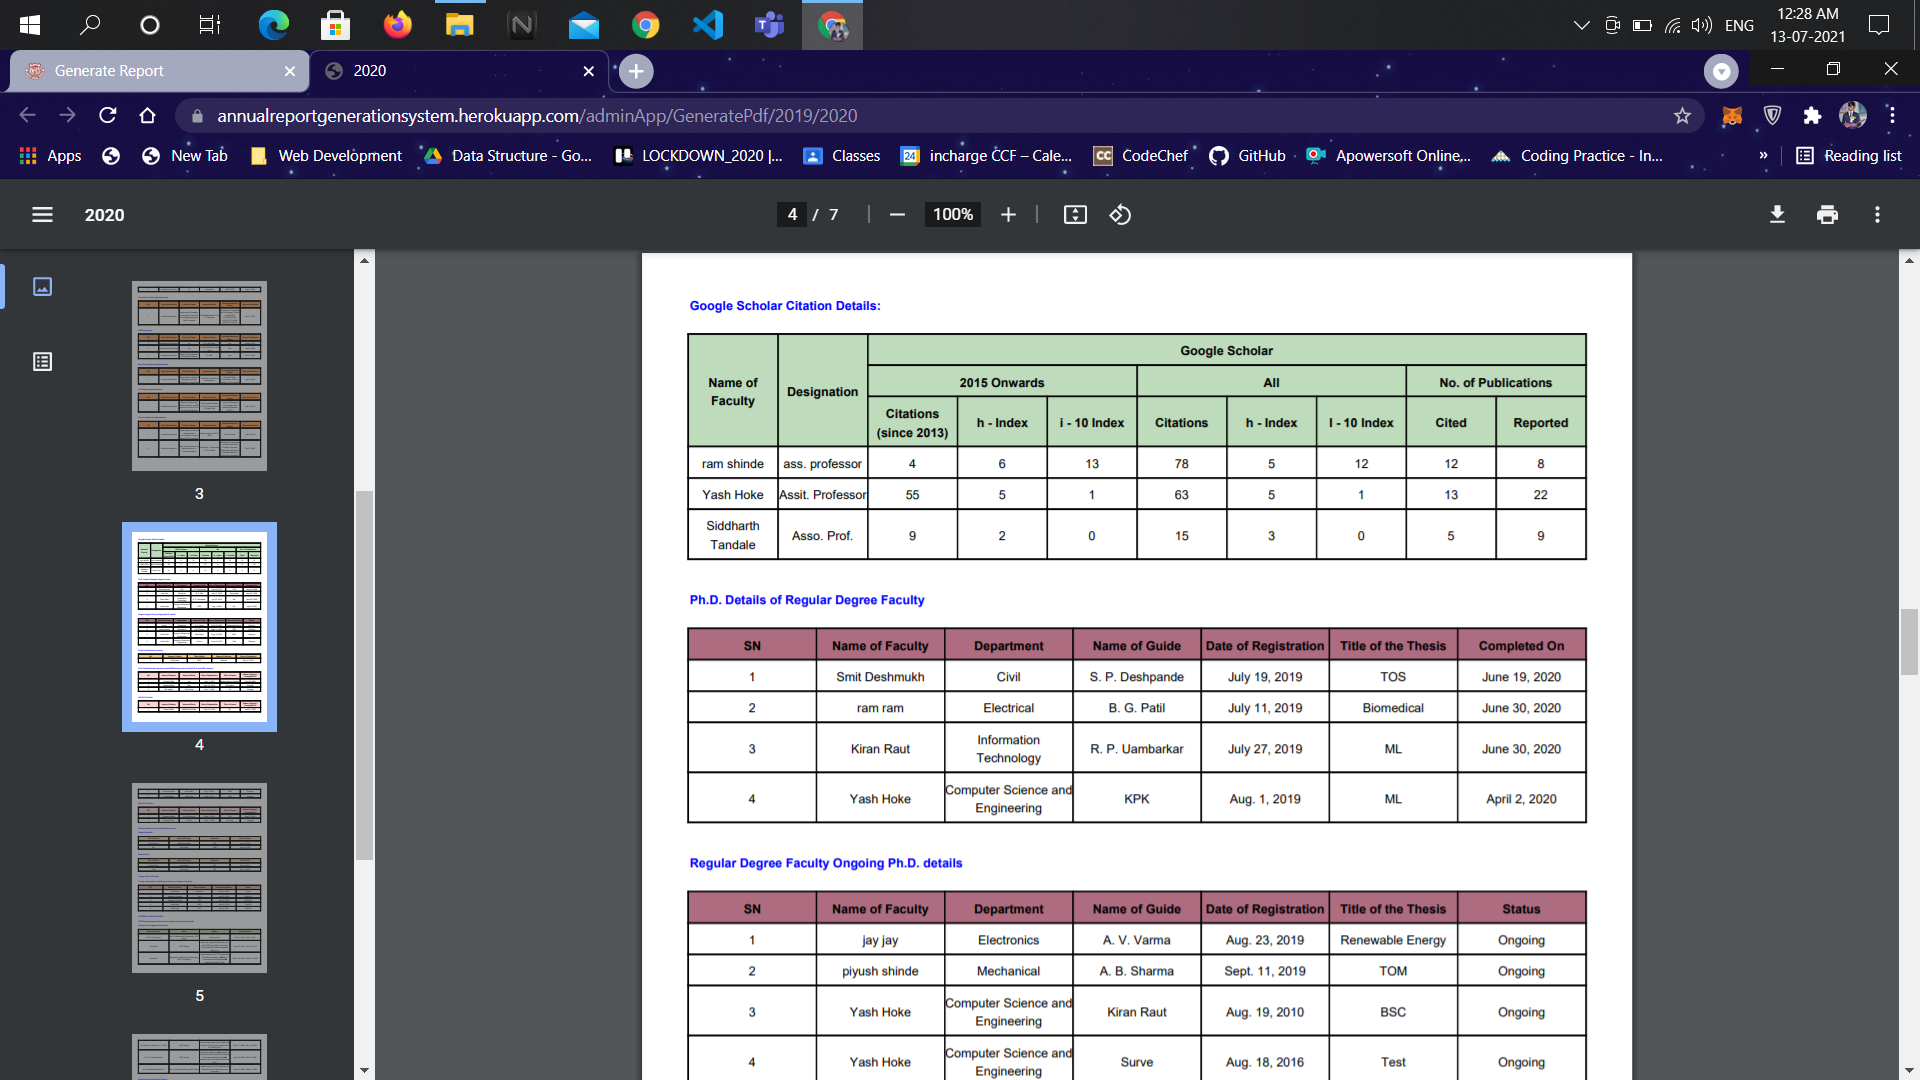 ENG
12:28 AM
13-07-2021
Generate Report
2020
annualreportgenerationsystem.herokuapp.com/adminApp/GeneratePdf/2019/2020
Apps
New Tab
Web Development
Data Structure - Go...
LOCKDOWN_2020 |...
Classes
24
incharge CCF – Cale...
CC
CodeChef
GitHub
Apowersoft Online,...
Coding Practice - In...
»
Reading list
2020
4 / 7
100%
3
4
5
Google Scholar Citation Details:
Name of Faculty Designation Google Scholar
2015 Onwards All No. of Publications
Citations (since 2013) h - Index i - 10 Index Citations h - Index I - 10 Index Cited Reported
ram shinde ass. professor 4 6 13 78 5 12 12 8
Yash Hoke Assit. Professor 55 5 1 63 5 1 13 22
Siddharth Tandale Asso. Prof. 9 2 0 15 3 0 5 9
Ph.D. Details of Regular Degree Faculty
SN Name of Faculty Department Name of Guide Date of Registration Title of the Thesis Completed On
1 Smit Deshmukh Civil S. P. Deshpande July 19, 2019 TOS June 19, 2020
2 ram ram Electrical B. G. Patil July 11, 2019 Biomedical June 30, 2020
3 Kiran Raut Information Technology R. P. Uambarkar July 27, 2019 ML June 30, 2020
4 Yash Hoke Computer Science and Engineering KPK Aug. 1, 2019 ML April 2, 2020
Regular Degree Faculty Ongoing Ph.D. details
SN Name of Faculty Department Name of Guide Date of Registration Title of the Thesis Status
1 jay jay Electronics A. V. Varma Aug. 23, 2019 Renewable Energy Ongoing
2 piyush shinde Mechanical A. B. Sharma Sept. 11, 2019 TOM Ongoing
3 Yash Hoke Computer Science and Engineering Kiran Raut Aug. 19, 2010 BSC Ongoing
4 Yash Hoke Computer Science and Engineering Surve Aug. 18, 2016 Test Ongoing